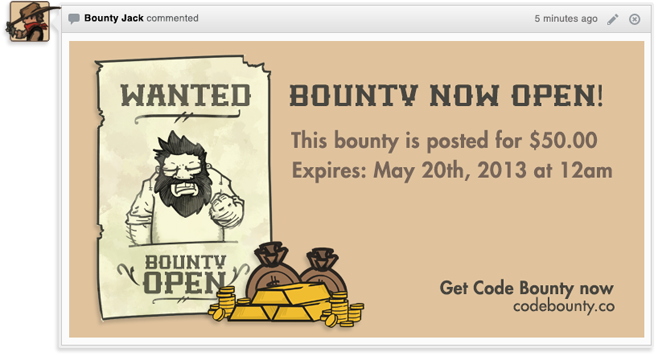 Bounty Jack commented
5 minutes ago
WANTED
BOUNTY
OPEN
BOUNTY NOW OPEN!
This bounty is posted for $50.00
Expires: May 20th, 2013 at 12am
Get Code Bounty now
codebounty.co